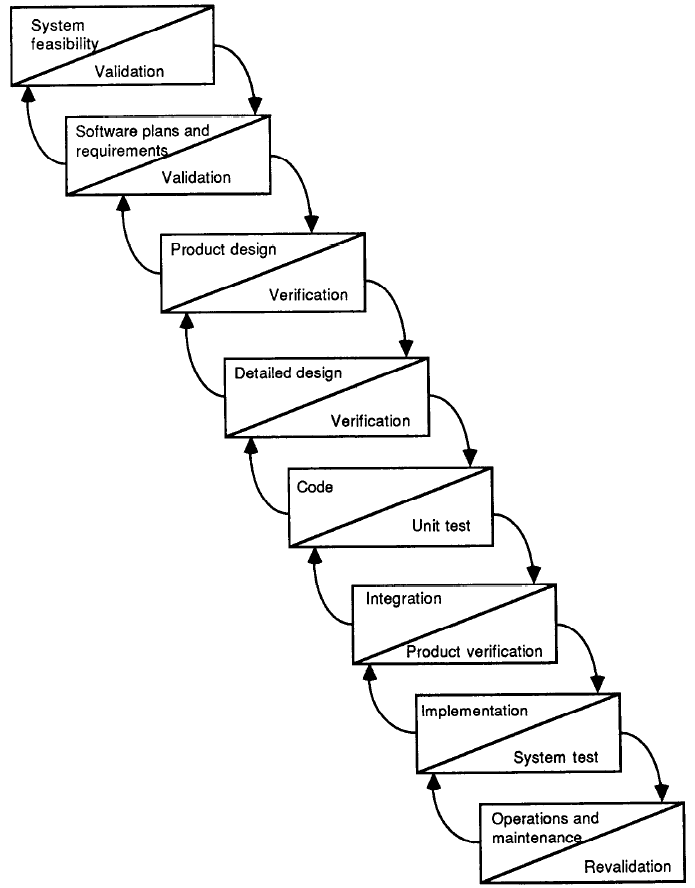 System
feasibility
Validation
Software plans and
requirements
Validation
Product design
Verification
Detailed design
Verification
Code
Unit test
Integration
Product verification
Implementation
System test
Operations and
maintenance
Revalidation